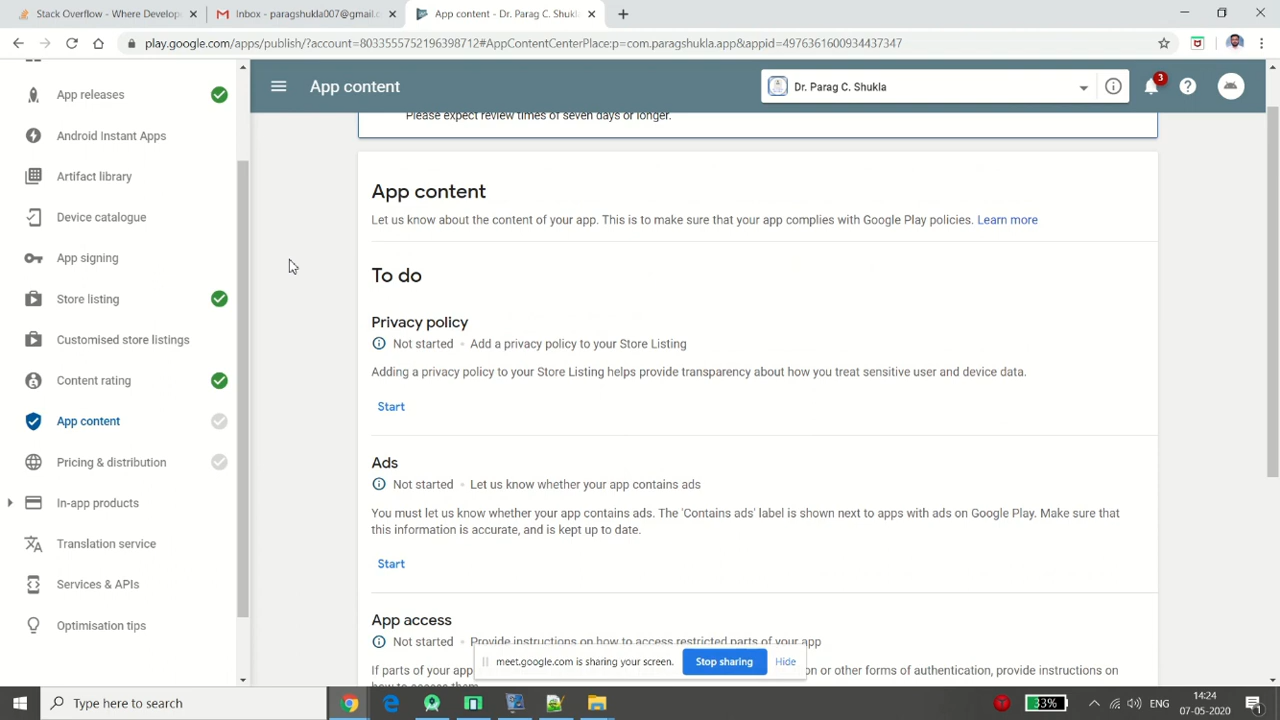 Stack Overflow - Where Develop
Inbox - paragshukla007@gmail.c
App content - Dr. Parag C. Shukl
play.google.com/apps/publish/?account=8033555752196398712#AppContentCenterPlace:p=com.paragshukla.app&appid=4976361600934437347
App releases
Android Instant Apps
Artifact library
Device catalogue
App signing
Store listing
Customised store listings
Content rating
App content
Pricing & distribution
In-app products
Translation service
Services & APIs
Optimisation tips
App content
Dr. Parag C. Shukla
3
Please expect review times of seven days or longer.
App content
Let us know about the content of your app. This is to make sure that your app complies with Google Play policies. Learn more
To do
Privacy policy
Not started • Add a privacy policy to your Store Listing
Adding a privacy policy to your Store Listing helps provide transparency about how you treat sensitive user and device data.
Start
Ads
Not started • Let us know whether your app contains ads
You must let us know whether your app contains ads. The 'Contains ads' label is shown next to apps with ads on Google Play. Make sure that
this information is accurate, and is kept up to date.
Start
App access
Not started • Provide instructions on how to access restricted parts of your app
If parts of your app
on or other forms of authentication, provide instructions on
how to access them
meet.google.com is sharing your screen.
Stop sharing
Hide
Type here to search
33%
ENG
14:24
07-05-2020
1